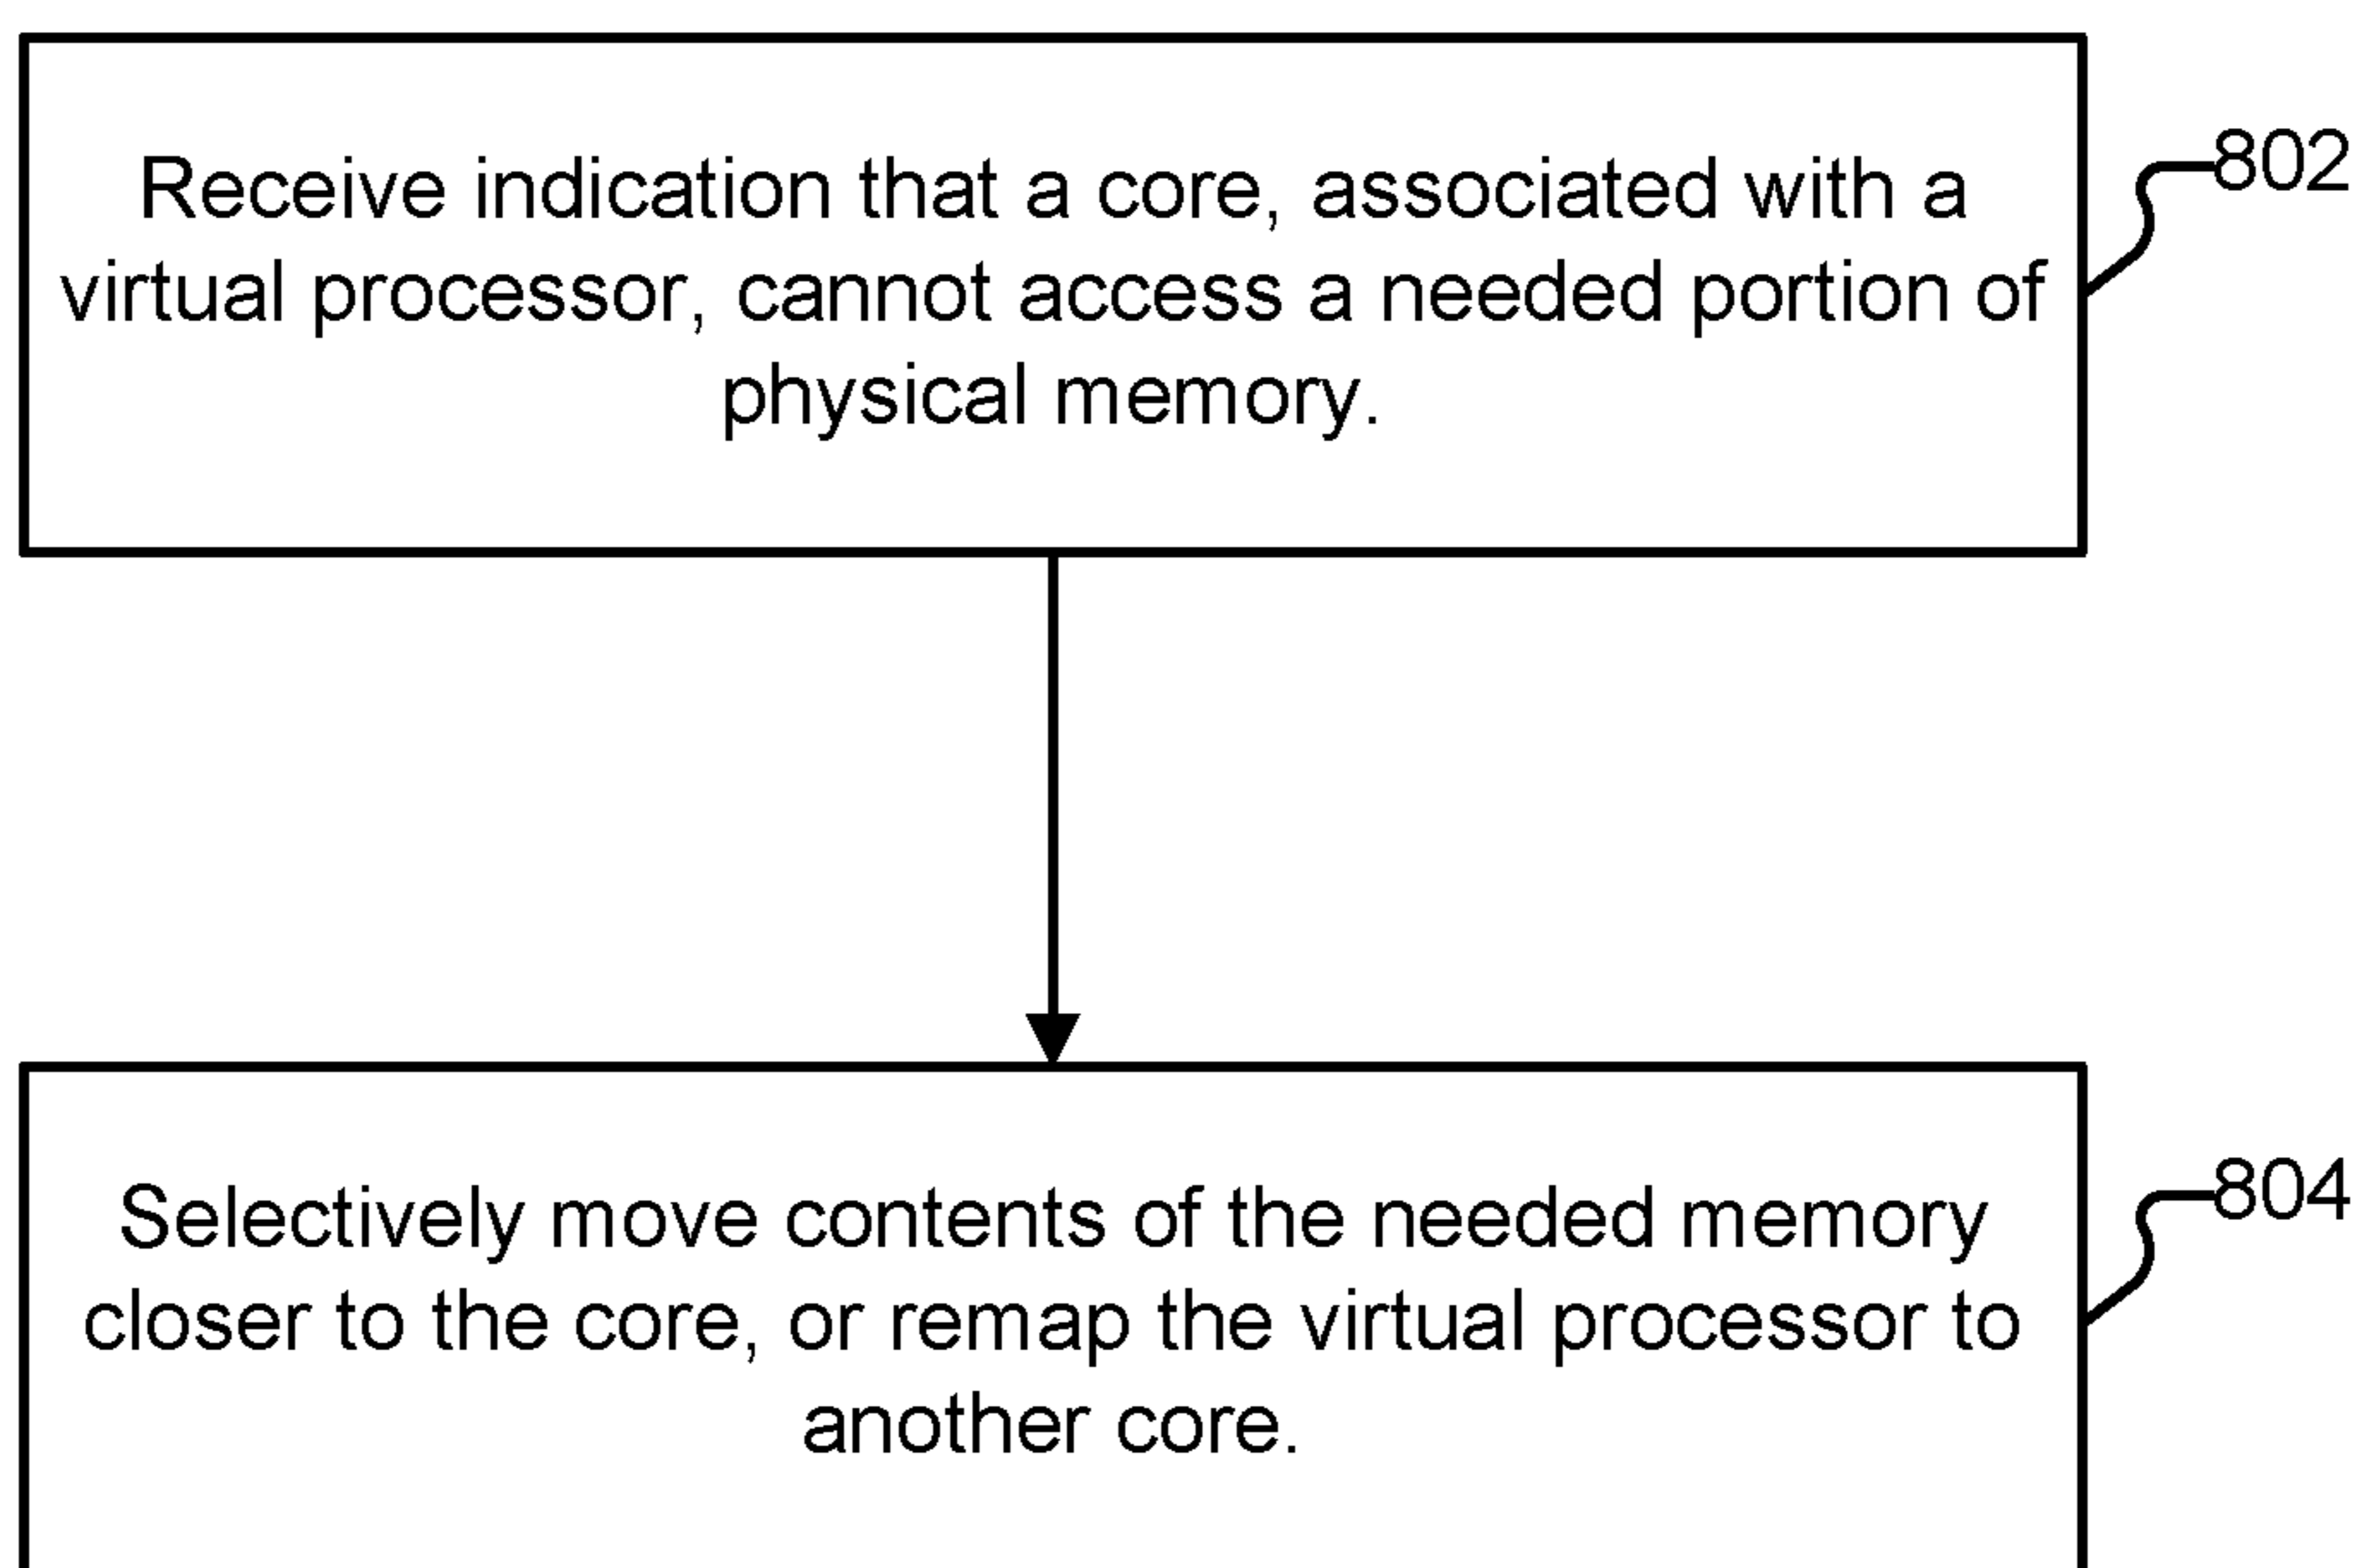 Receive indication that a core, associated with a
802
virtual processor, cannot access a needed portion of
physical memory.
Selectively move contents of the needed memory
804
closer to the core, or remap the virtual processor to
another core.